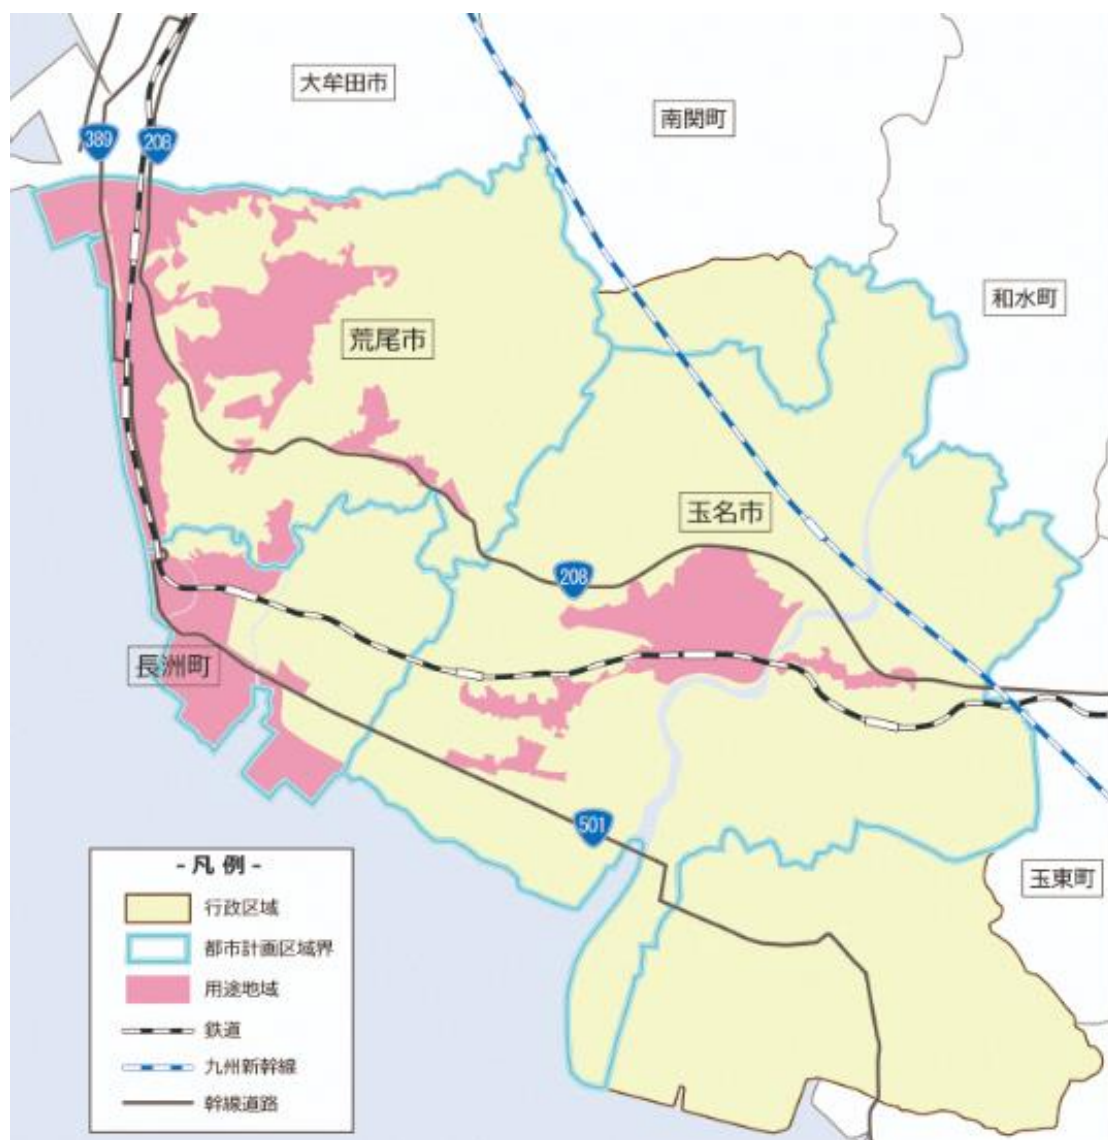 大牟田市
南関町
389
208
和水町
荒尾市
玉名市
208
長洲町
501
玉東町
- 凡 例 -
行政区域
都市計画区域界
用途地域
鉄道
九州新幹線
幹線道路